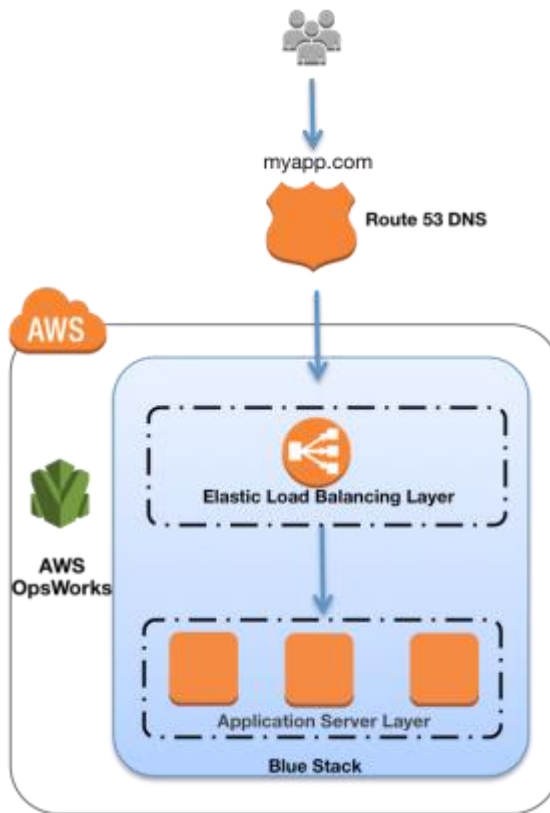 myapp.com
Route 53 DNS
AWS
Elastic Load Balancing Layer
AWS
OpsWorks
Application Server Layer
Blue Stack